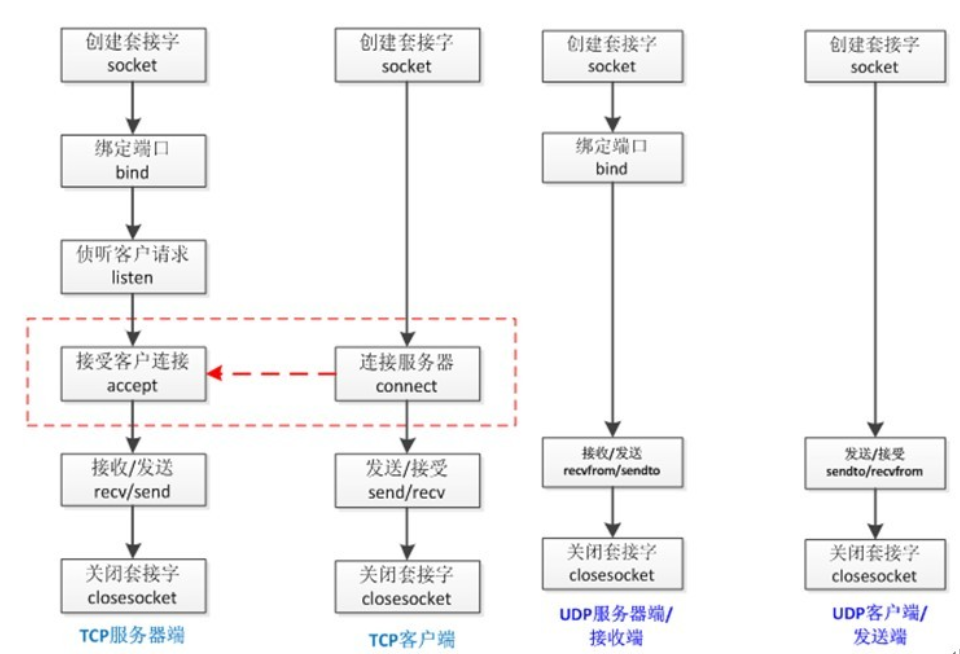 创建套接字
socket
绑定端口
bind
侦听客户请求
listen
接受客户连接
accept
接收/发送
recv/send
关闭套接字
closesocket
TCP服务器端
创建套接字
socket
连接服务器
connect
发送/接受
send/recv
关闭套接字
closesocket
TCP客户端
创建套接字
socket
绑定端口
bind
接收/发送
recvfrom/sendto
关闭套接字
closesocket
UDP服务器端/
接收端
创建套接字
socket
发送/接受
sendto/recvfrom
关闭套接字
closesocket
UDP客户端/
发送端